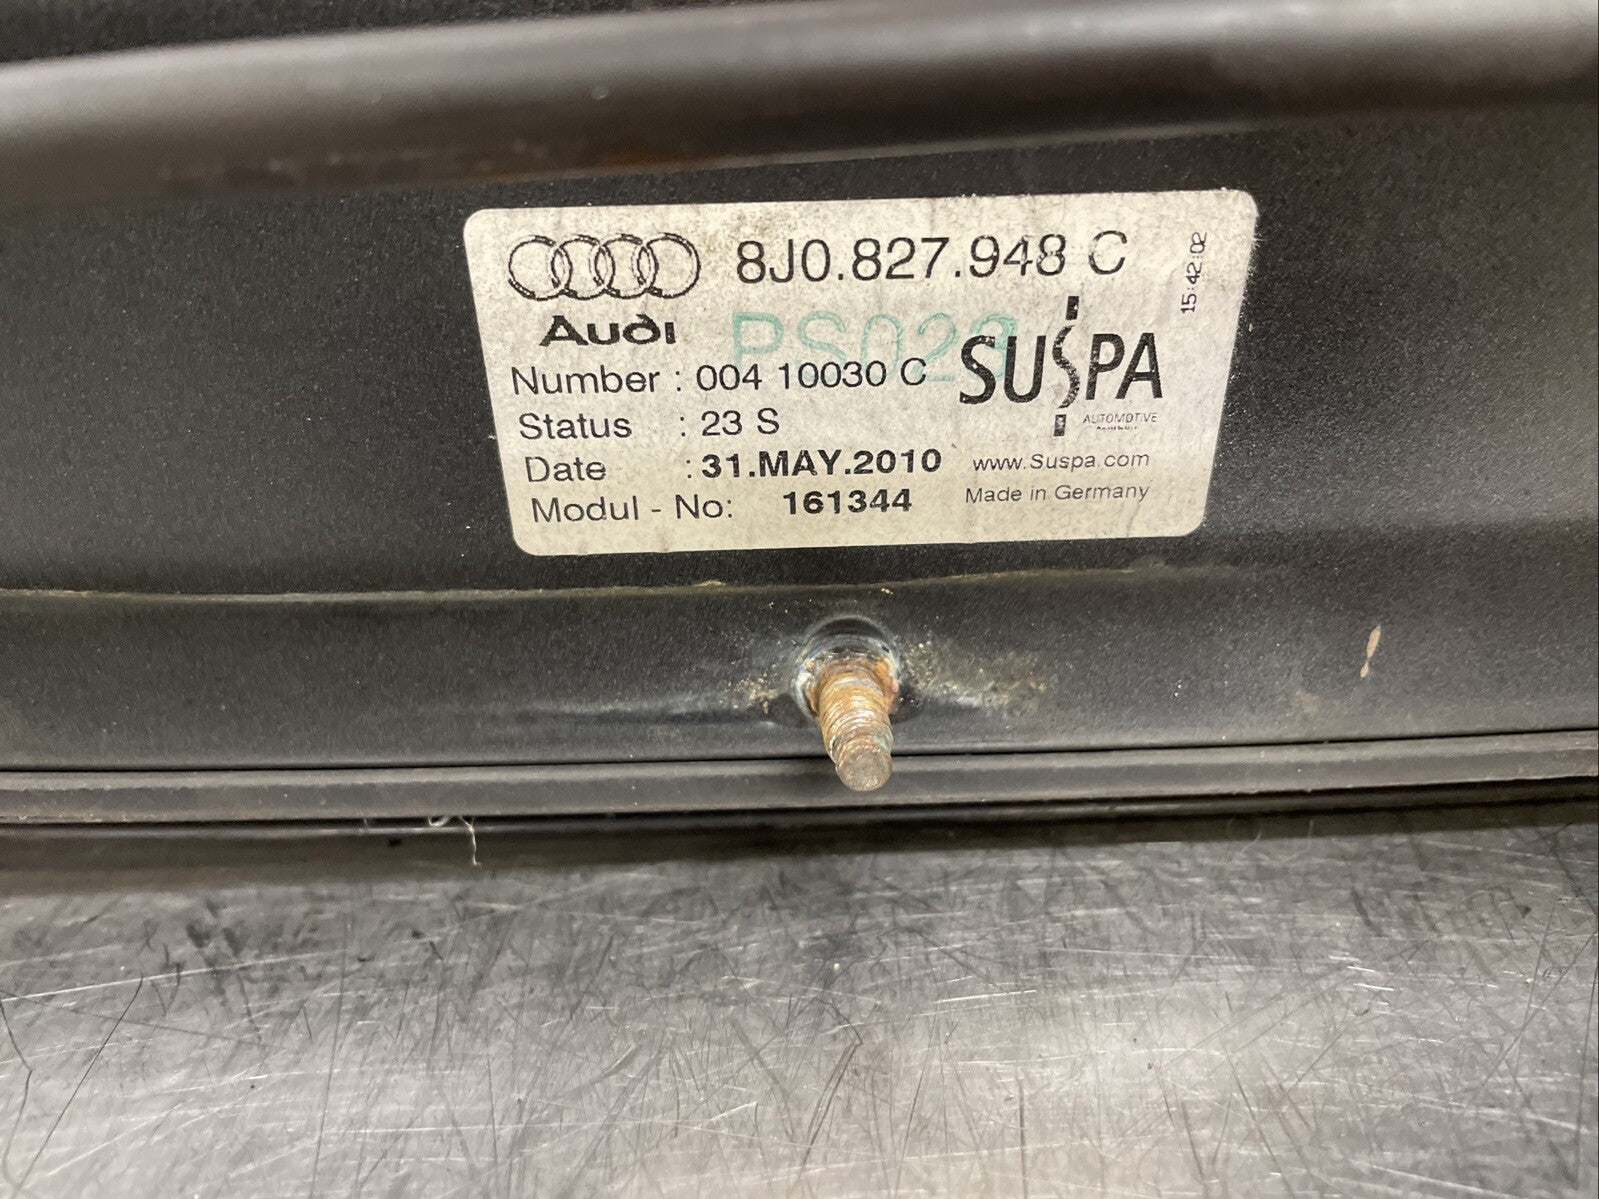 8J0.827.948 C
15:42:02
Audi
PS023
Number : 004 10030 C
SUSPA
AUTOMOTIVE
Status : 23 S
Date : 31.MAY.2010
www.Suspa.com
Modul - No: 161344
Made in Germany